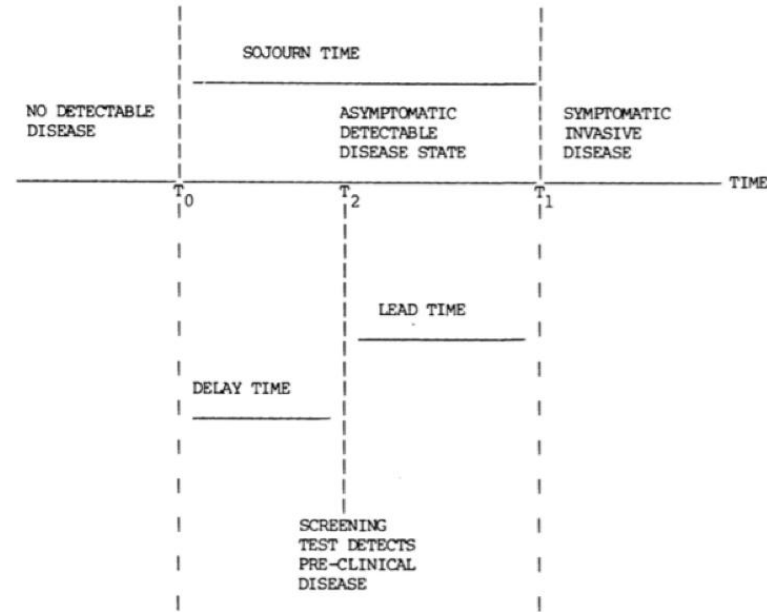 SOJOURN TIME
NO DETECTABLE
DISEASE
ASYMPTOMATIC
DETECTABLE
DISEASE STATE
SYMPTOMATIC
INVASIVE
DISEASE
TIME
T0
T2
T1
LEAD TIME
DELAY TIME
SCREENING
TEST DETECTS
PRE-CLINICAL
DISEASE